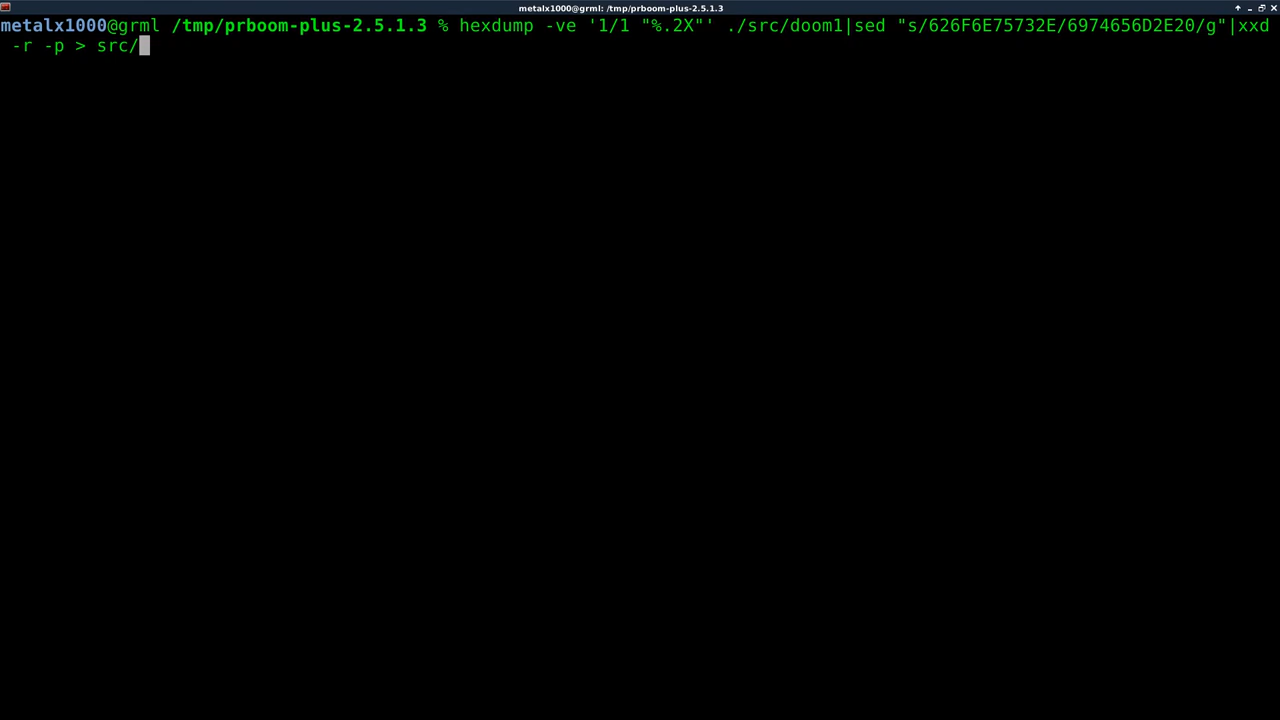 metalx1000@grml: /tmp/prboom-plus-2.5.1.3
metalx1000@grml /tmp/prboom-plus-2.5.1.3 % hexdump -ve '1/1 "%.2X"' ./src/doom1|sed "s/626F6E75732E/6974656D2E20/g"|xxd
-r -p > src/